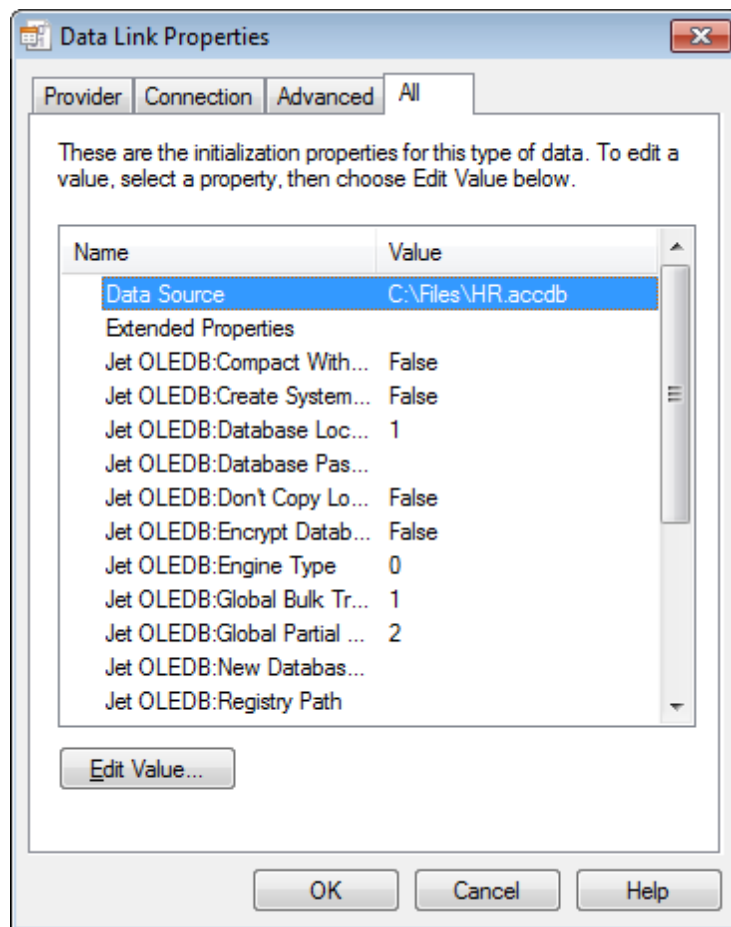 Data Link Properties
Provider Connection Advanced All
These are the initialization properties for this type of data. To edit a
value, select a property, then choose Edit Value below.
Name Value
Data Source C:\Files\HR.accdb
Extended Properties
Jet OLEDB:Compact With... False
Jet OLEDB:Create System... False
Jet OLEDB:Database Loc... 1
Jet OLEDB:Database Pas...
Jet OLEDB:Don't Copy Lo... False
Jet OLEDB:Encrypt Datab... False
Jet OLEDB:Engine Type 0
Jet OLEDB:Global Bulk Tr... 1
Jet OLEDB:Global Partial ... 2
Jet OLEDB:New Databas...
Jet OLEDB:Registry Path
Edit Value...
OK Cancel Help